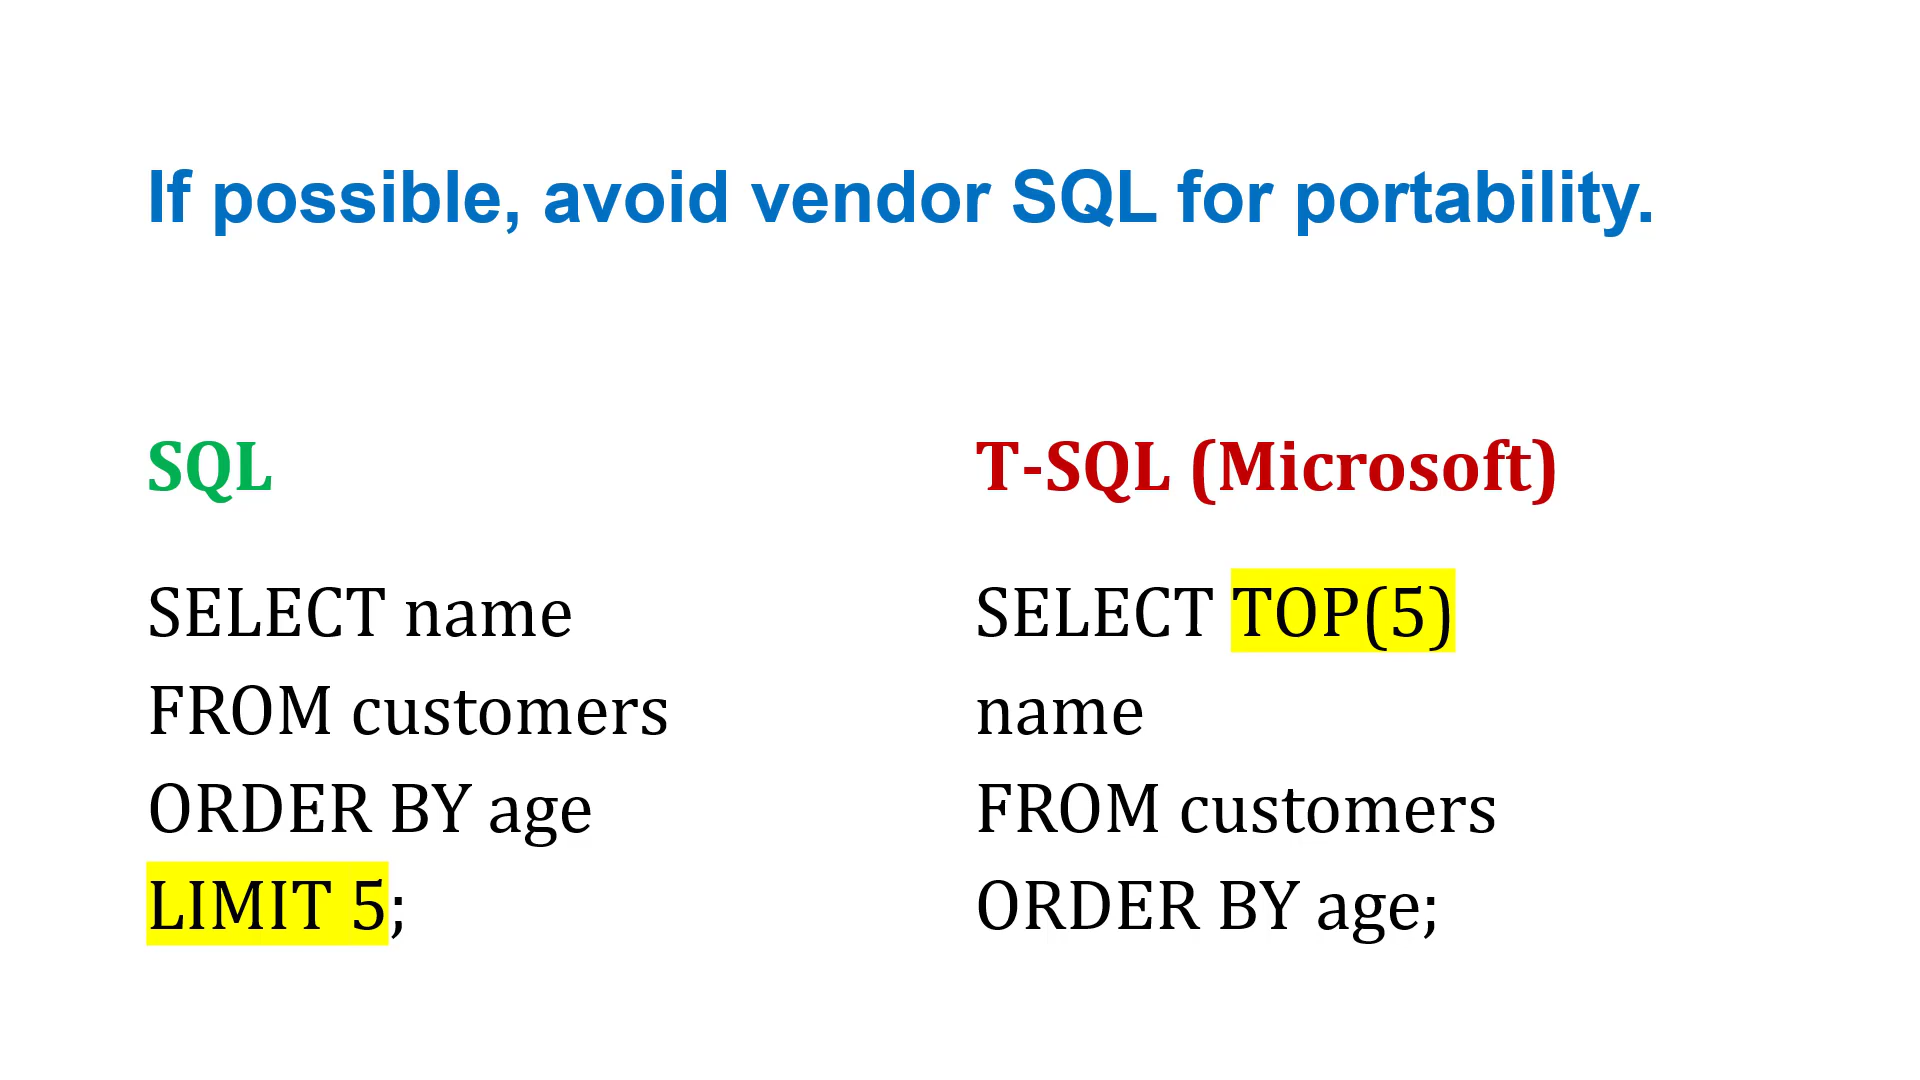 If possible, avoid vendor SQL for portability.
SQL
SELECT name
FROM customers
ORDER BY age
LIMIT 5;
T-SQL (Microsoft)
SELECT TOP(5)
name
FROM customers
ORDER BY age;